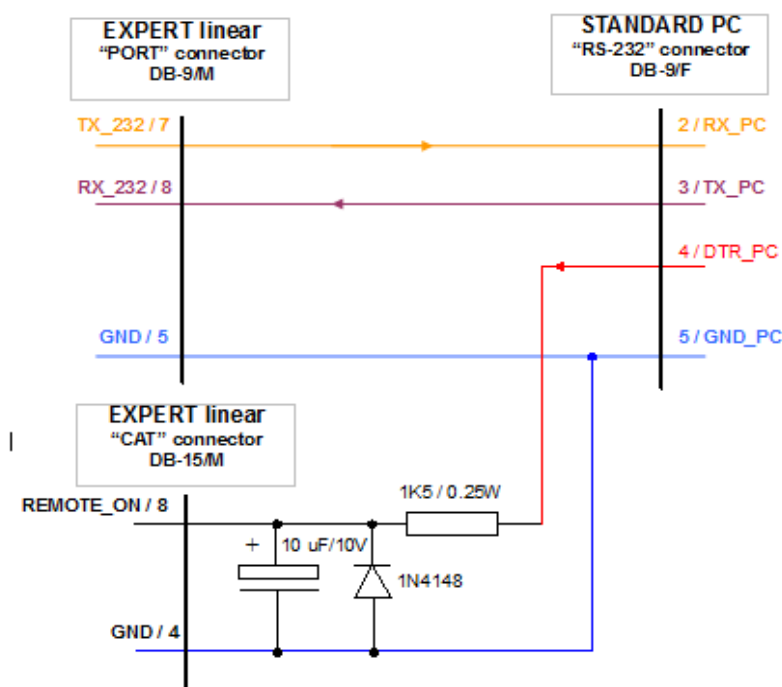 EXPERT linear
“PORT” connector
DB-9/M
STANDARD PC
“RS-232” connector
DB-9/F
TX_232 / 7
2 / RX_PC
RX_232 / 8
3 / TX_PC
4 / DTR_PC
GND / 5
5 / GND_PC
EXPERT linear
“CAT” connector
DB-15/M
REMOTE_ON / 8
1K5 / 0.25W
+ 10 uF/10V
1N4148
GND / 4